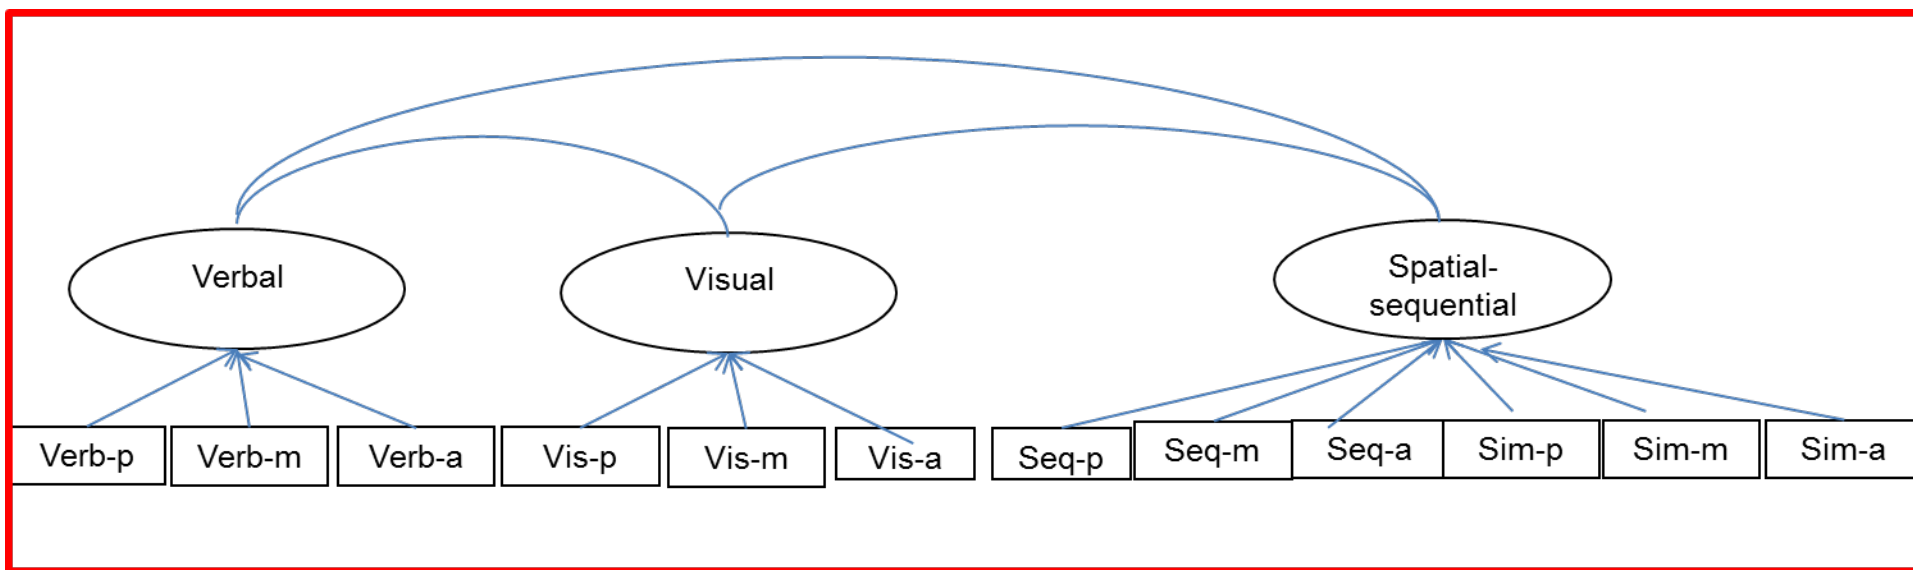 Verbal
Visual
Spatial-
sequential
Verb-p
Verb-m
Verb-a
Vis-p
Vis-m
Vis-a
Seq-p
Seq-m
Seq-a
Sim-p
Sim-m
Sim-a